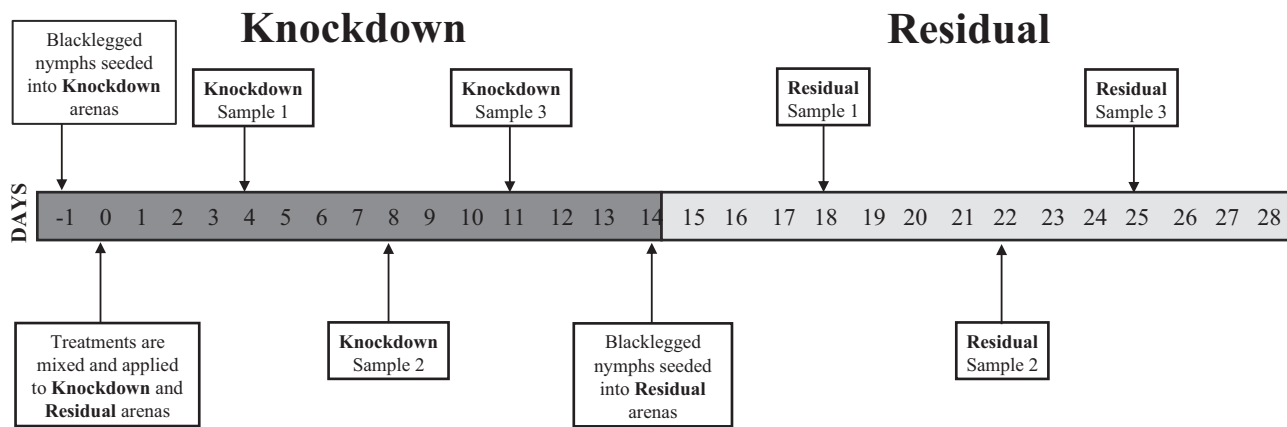 Knockdown
Residual
Blacklegged
nymphs seeded
into Knockdown
arenas
Knockdown
Sample 1
Knockdown
Sample 3
Residual
Sample 1
Residual
Sample 3
DAYS
-1 0 1 2 3 4 5 6 7 8 9 10 11 12 13 14 15 16 17 18 19 20 21 22 23 24 25 26 27 28
Treatments are
mixed and applied
to Knockdown and
Residual arenas
Knockdown
Sample 2
Blacklegged
nymphs seeded
into Residual
arenas
Residual
Sample 2